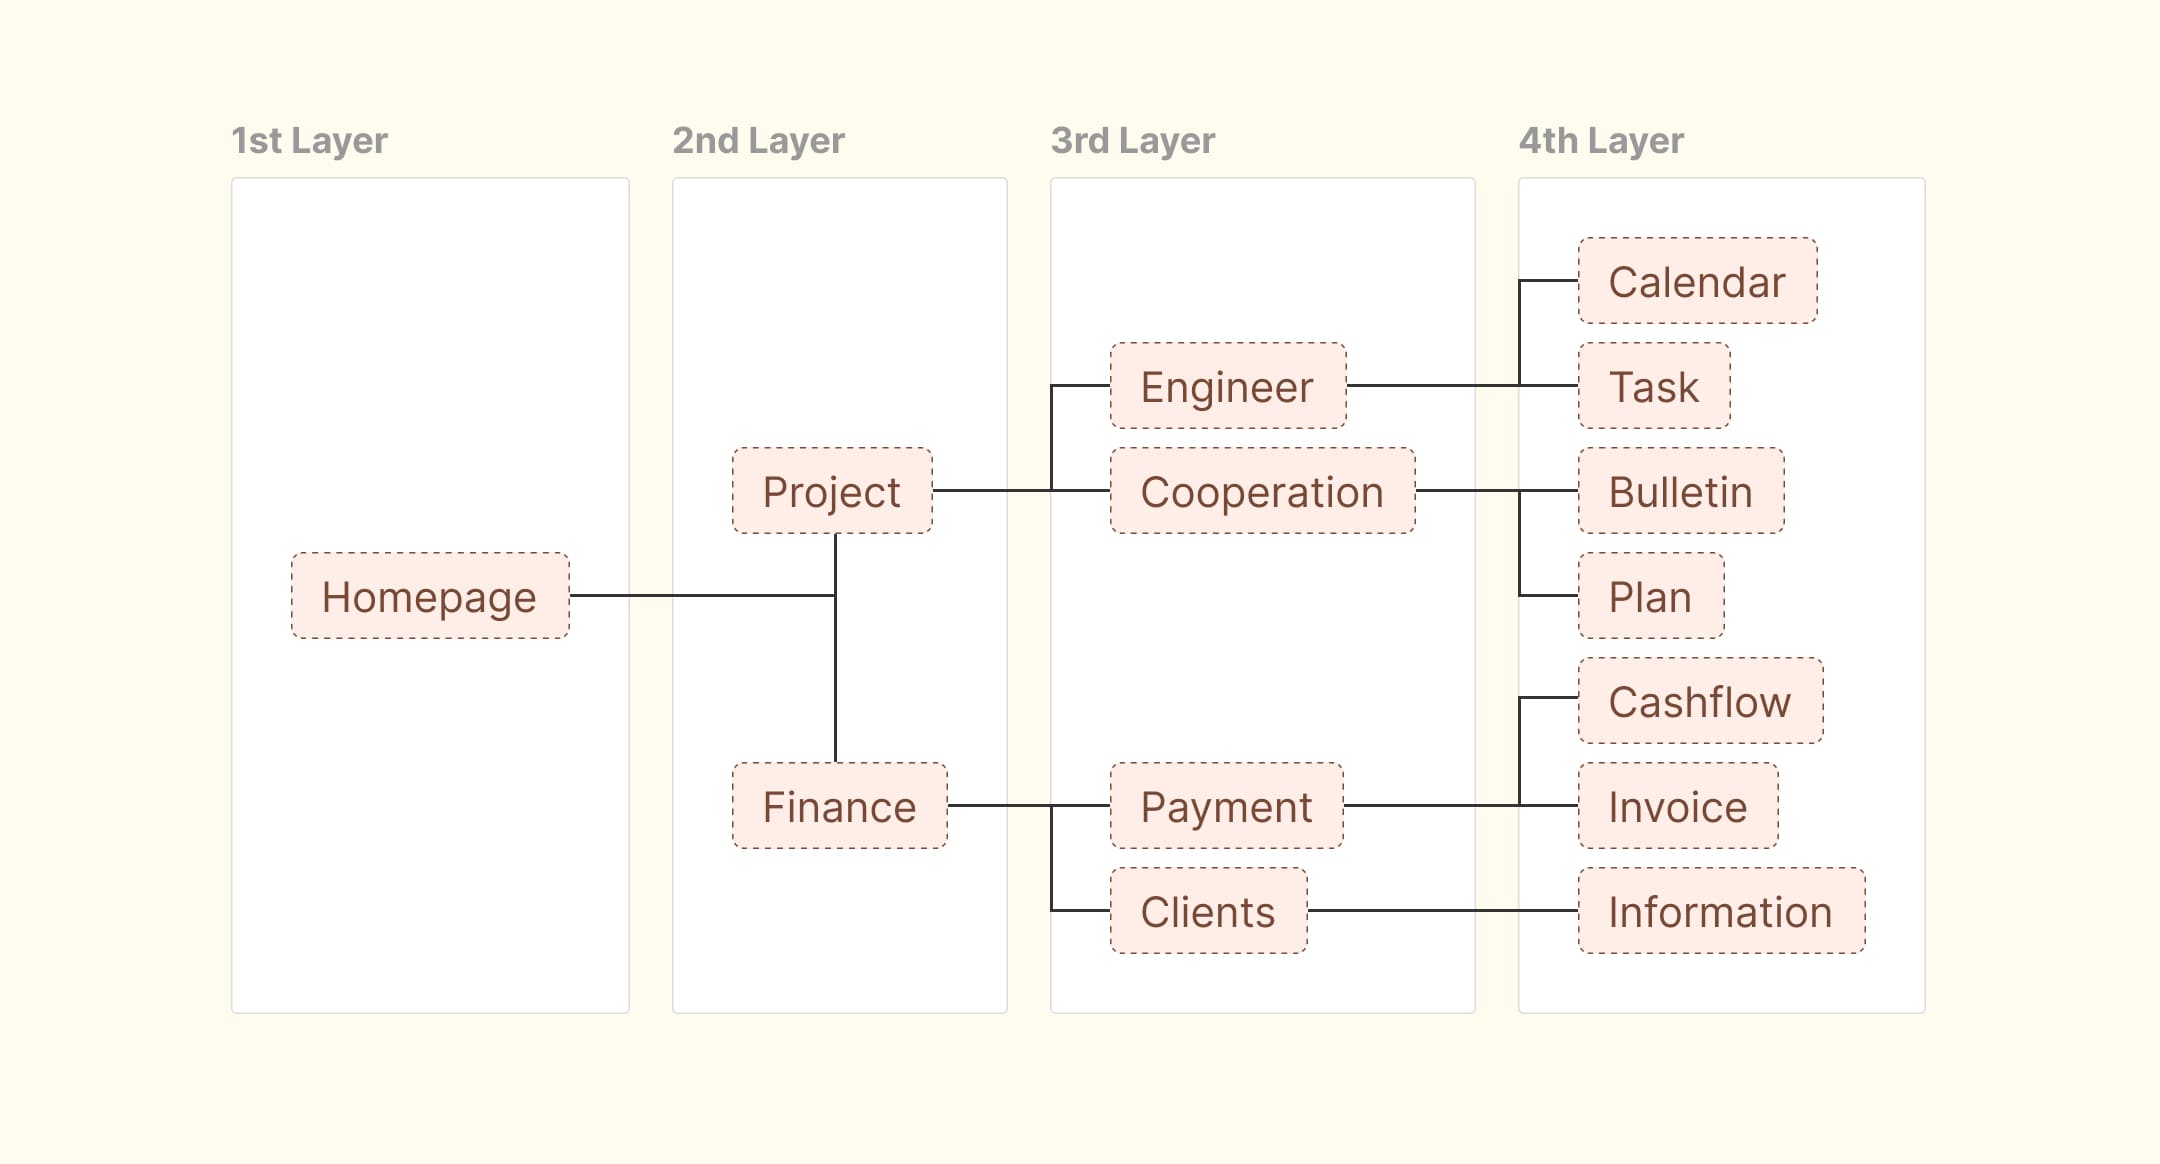 1st Layer
2nd Layer
3rd Layer
4th Layer
Homepage
Project
Finance
Engineer
Cooperation
Payment
Clients
Calendar
Task
Bulletin
Plan
Cashflow
Invoice
Information